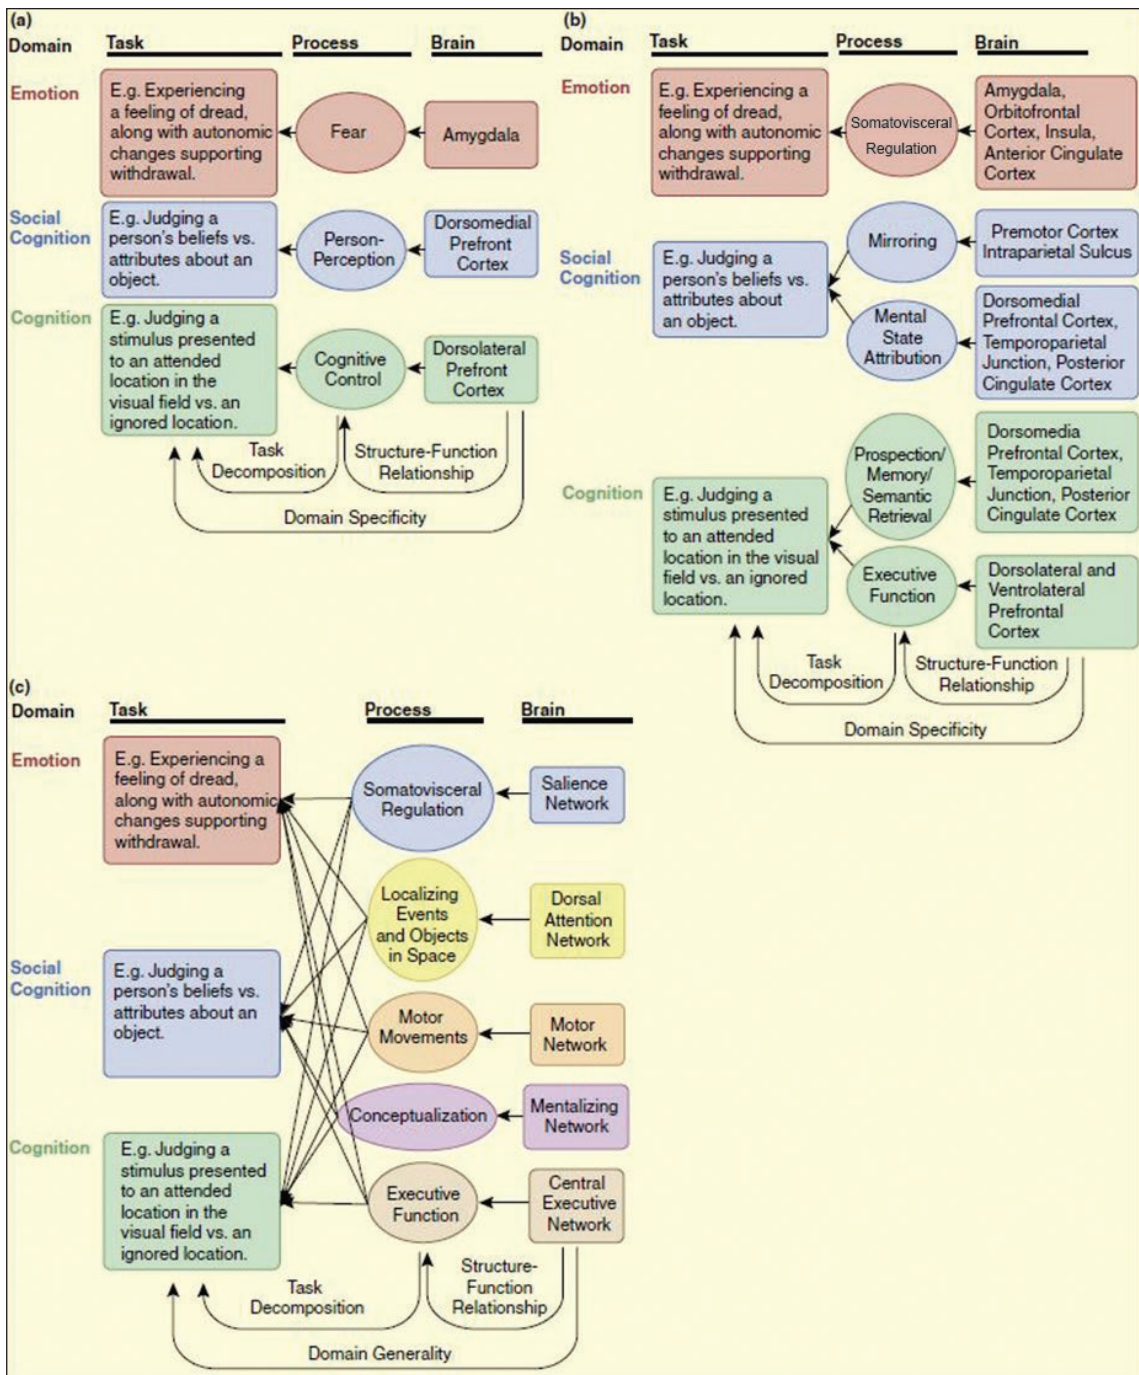 (a)
Domain
Task
Process
Brain
Emotion
E.g. Experiencing
a feeling of dread,
along with autonomic
changes supporting
withdrawal.
Fear
Amygdala
Social
Cognition
E.g. Judging a
person's beliefs vs.
attributes about an
object.
Person-
Perception
Dorsomedial
Prefront
Cortex
Cognition
E.g. Judging a
stimulus presented
to an attended
location in the
visual field vs. an
ignored location.
Cognitive
Control
Dorsolateral
Prefront
Cortex
Task
Decomposition
Structure-Function
Relationship
Domain Specificity
(b)
Domain
Task
Process
Brain
Emotion
E.g. Experiencing a
feeling of dread,
along with autonomic
changes supporting
withdrawal.
Somatovisceral
Regulation
Amygdala,
Orbitofrontal
Cortex, Insula,
Anterior Cingulate
Cortex
Social
Cognition
E.g. Judging a
person's beliefs vs.
attributes about
an object.
Mirroring
Premotor Cortex
Intraparietal Sulcus
Mental
State
Attribution
Dorsomedial
Prefrontal Cortex,
Temporoparietal
Junction, Posterior
Cingulate Cortex
Cognition
E.g. Judging a
stimulus presented
to an attended
location in the visual
field vs. an ignored
location.
Prospection/
Memory/
Semantic
Retrieval
Dorsomedia
Prefrontal Cortex,
Temporoparietal
Junction, Posterior
Cingulate Cortex
Executive
Function
Dorsolateral and
Ventrolateral
Prefrontal
Cortex
Task
Decomposition
Structure-Function
Relationship
Domain Specificity
(c)
Domain
Task
Process
Brain
Emotion
E.g. Experiencing a
feeling of dread,
along with autonomic
changes supporting
withdrawal.
Somatovisceral
Regulation
Salience
Network
Localizing
Events
and Objects
in Space
Dorsal
Attention
Network
Social
Cognition
E.g. Judging a
person's beliefs vs.
attributes about an
object.
Motor
Movements
Motor
Network
Conceptualization
Mentalizing
Network
Cognition
E.g. Judging a
stimulus presented
to an attended
location in the
visual field vs. an
ignored location.
Executive
Function
Central
Executive
Network
Task
Decomposition
Structure-
Function
Relationship
Domain Generality